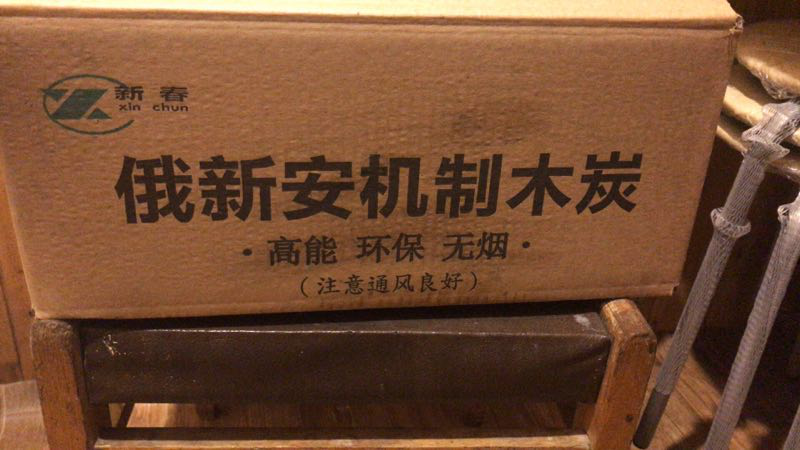 新春
xin chun
俄新安机制木炭
·高能 环保 无烟·
(注意通风良好)